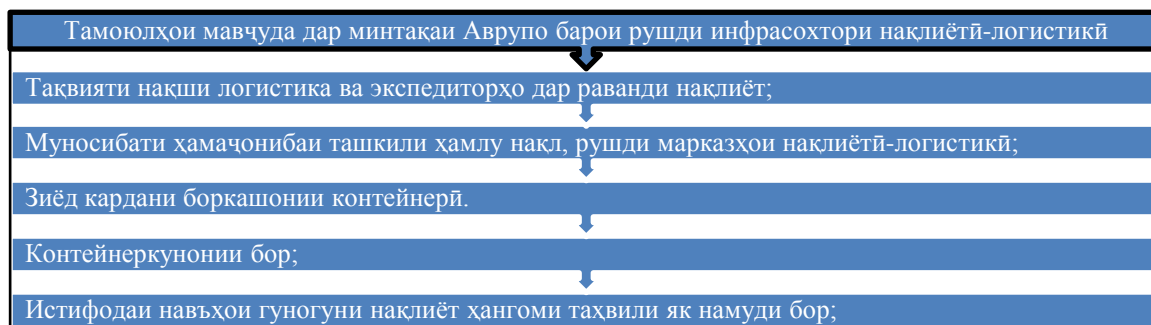 Тамоюлҳои мавҷуда дар минтақаи Аврупо барои рушди инфрасохтори нақлиётӣ-логистикӣ
Тақвияти нақши логистика ва экспедиторҳо дар раванди нақлиёт;
Муносибати ҳамаҷонибаи ташкили ҳамлу нақл, рушди марказҳои нақлиётӣ-логистикӣ;
Зиёд кардани боркашонии контейнерӣ.
Контейнеркунонии бор;
Истифодаи навъҳои гуногуни нақлиёт ҳангоми таҳвили як намуди бор;